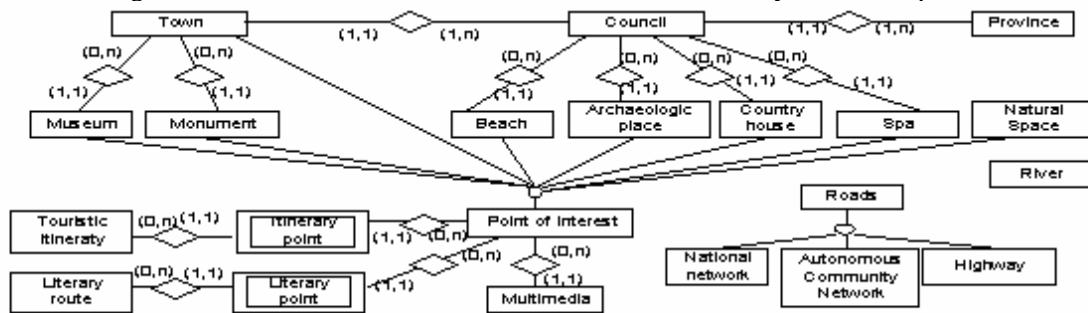 Town
Council
Province
(1,1)
(1,n)
(1,1)
(1,n)
(0,n)
(0,n)
(0,n)
(0,n)
(0,n)
(0,n)
(1,1)
(1,1)
(1,1)
(1,1)
(1,1)
(1,1)
Museum
Monument
Beach
Archaeologic
place
Country
house
Spa
Natural
Space
River
Roads
Touristic
Itineraty
(0,n)
(1,1)
Itinerary
point
(1,1)
(0,n)
Point of Interest
(0,n)
(0,n)
(1,1)
National
network
Autonomous
Community
Network
Highway
Literary
route
(0,n)
(1,1)
Literary
point
(1,1)
Multimedia